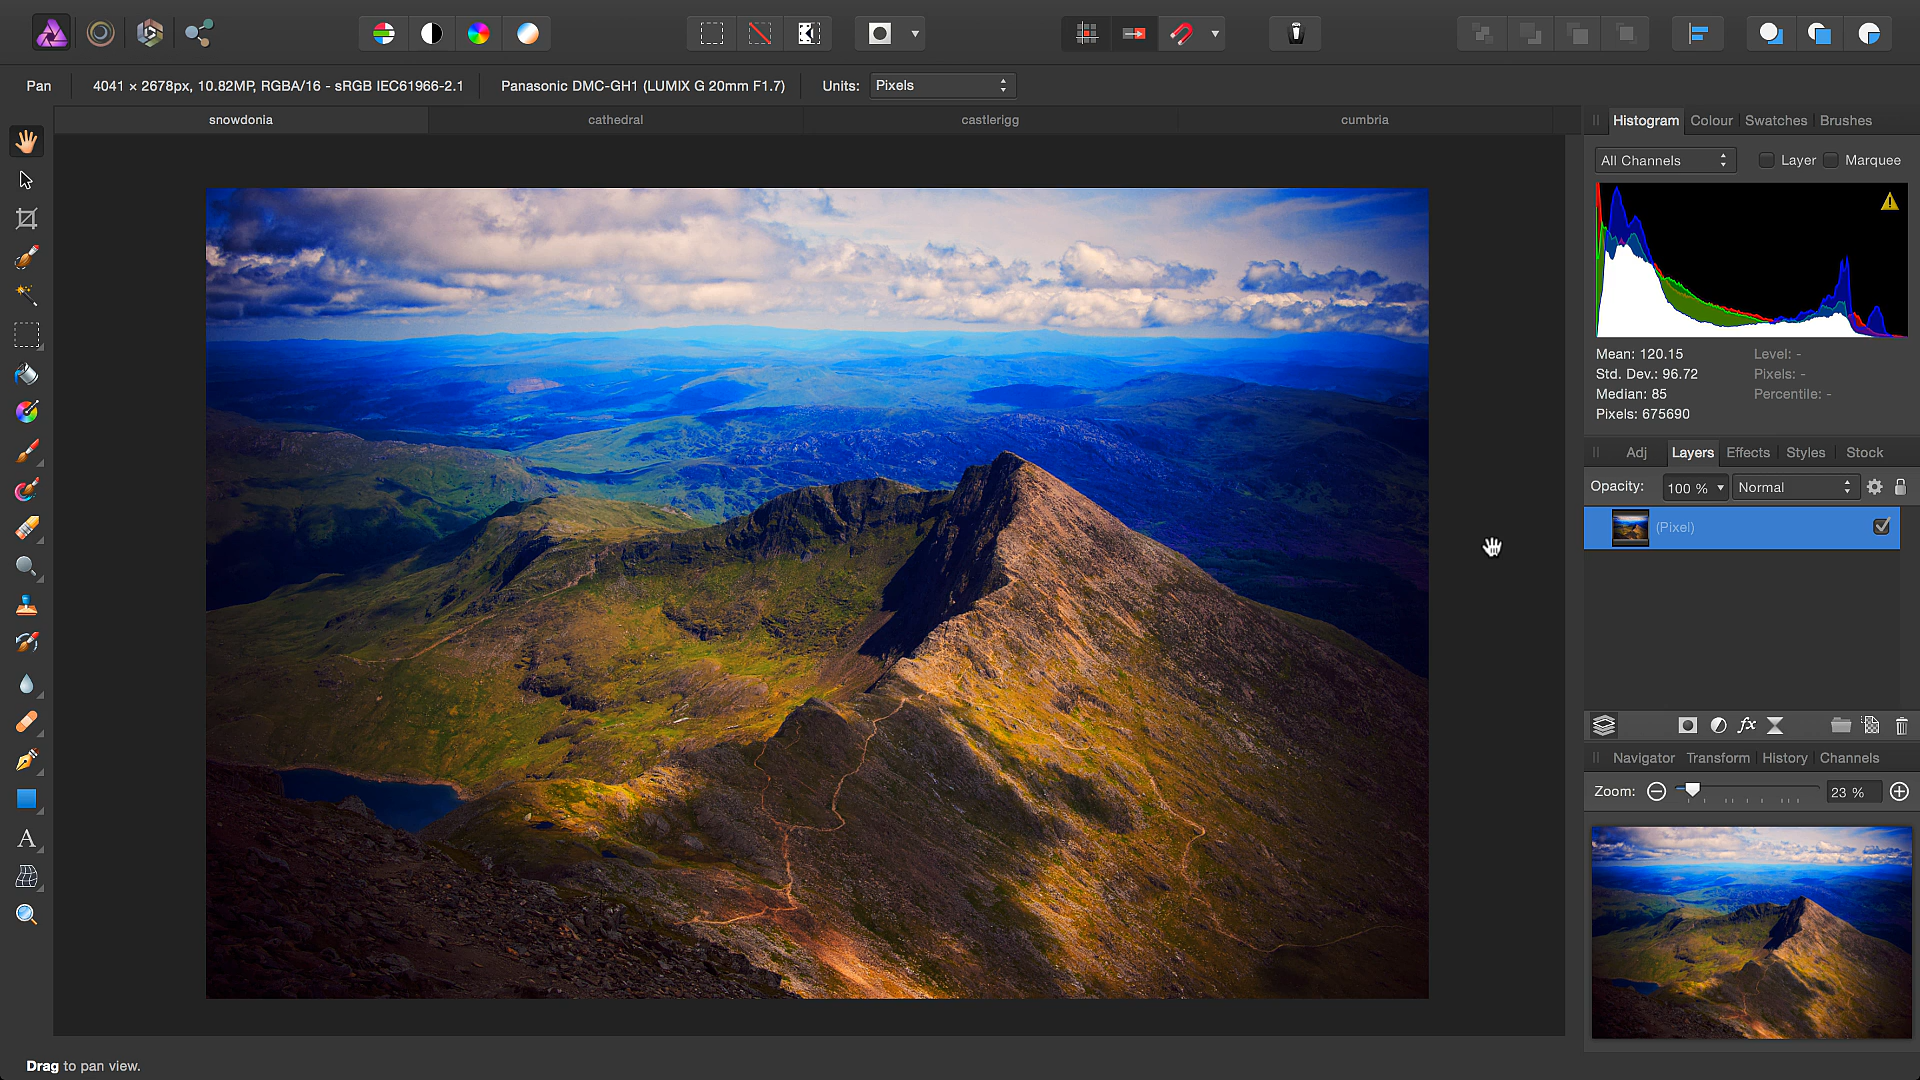 Pan
4041 × 2678px, 10.82MP, RGBA/16 - sRGB IEC61966-2.1
Panasonic DMC-GH1 (LUMIX G 20mm F1.7)
Units: Pixels
snowdonia
cathedral
castlerigg
cumbria
Histogram Colour Swatches Brushes
All Channels Layer Marquee
Mean: 120.15 Level: -
Std. Dev.: 96.72 Pixels: -
Median: 85 Percentile: -
Pixels: 675690
Adj Layers Effects Styles Stock
Opacity: 100 % Normal
(Pixel)
fx
Navigator Transform History Channels
Zoom: 23 %
A
Drag to pan view.